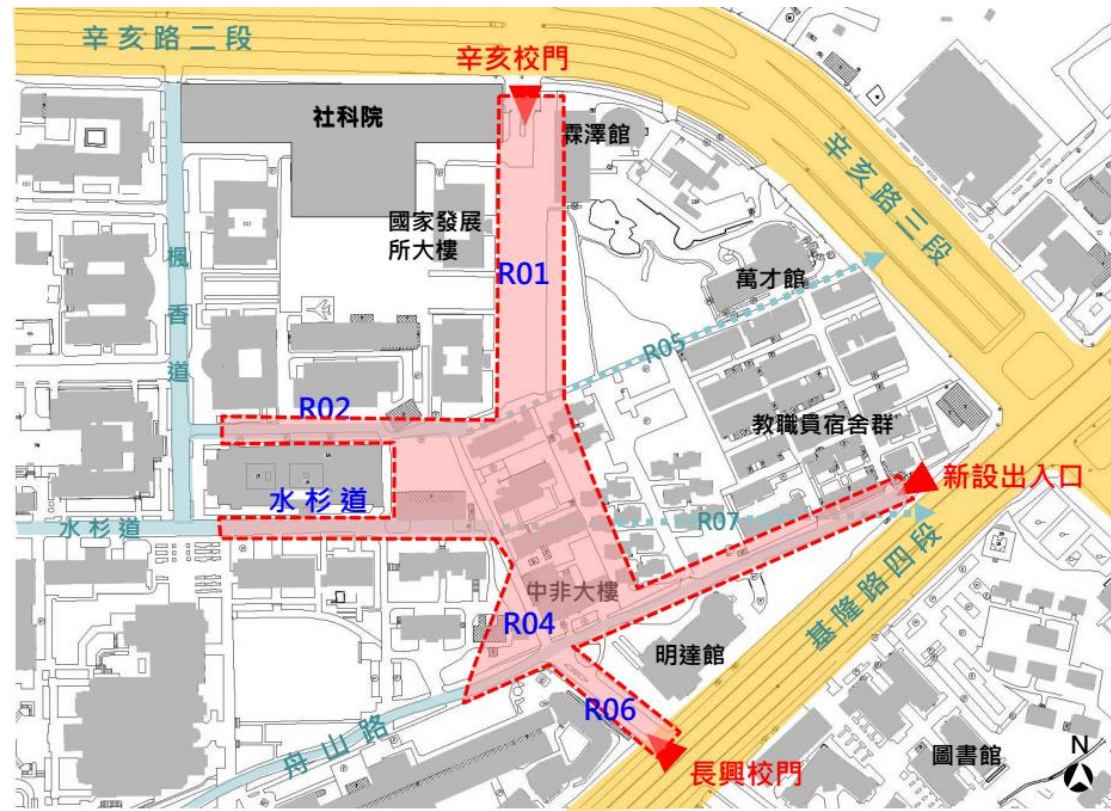 辛亥路二段
辛亥校門
社科院
霖澤館
辛亥路三段
國家發展
所大樓
楓香道
R01
萬才館
R05
R02
教職員宿舍群
水杉道
新設出入口
水杉道
R07
中非大樓
基隆路四段
R04
明達館
R06
舟山路
長興校門
圖書館
N